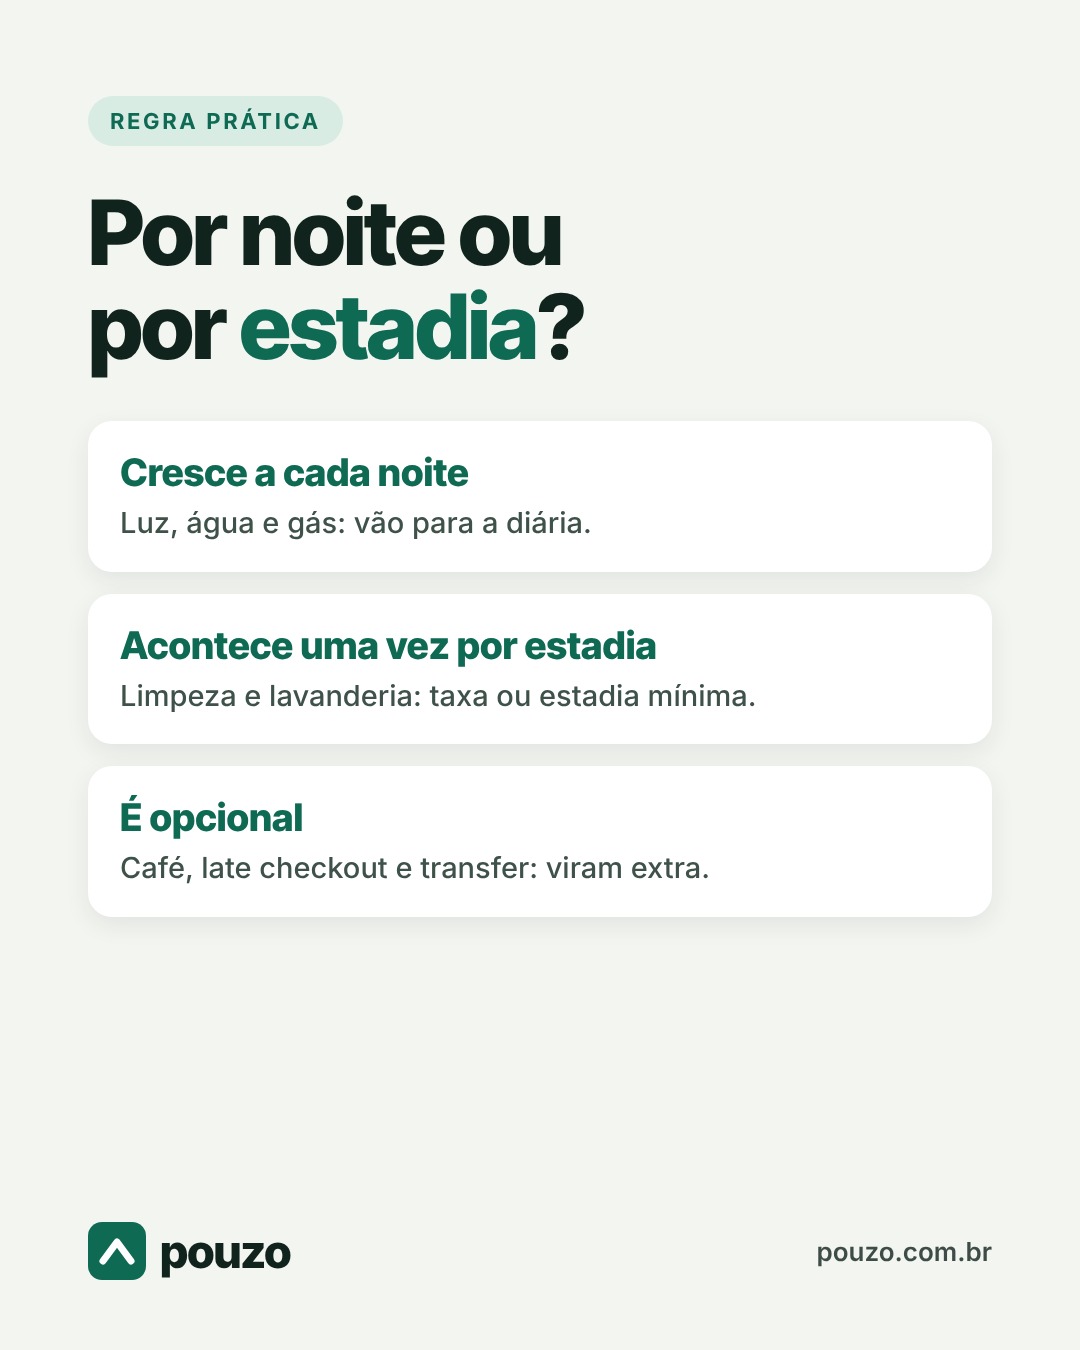 REGRA PRÁTICA
Por noite ou
por estadia?
Cresce a cada noite
Luz, água e gás: vão para a diária.
Acontece uma vez por estadia
Limpeza e lavanderia: taxa ou estadia mínima.
É opcional
Café, late checkout e transfer: viram extra.
pouzo
pouzo.com.br